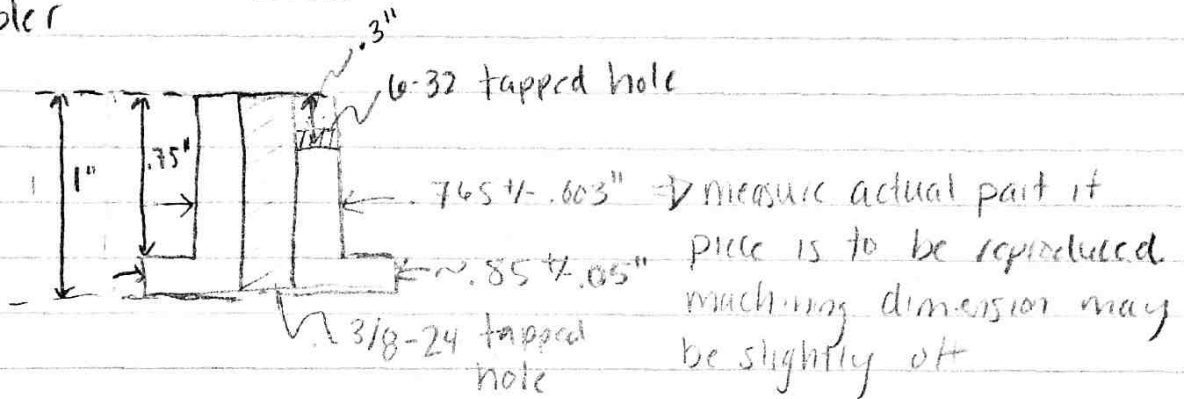 .3"
6-32 tapped hole
1"
.75"
.765 +/- .003" => measure actual part if
piece is to be reproduced.
machining dimension may
be slightly off
~.85 +/- .05"
3/8-24 tapped
hole